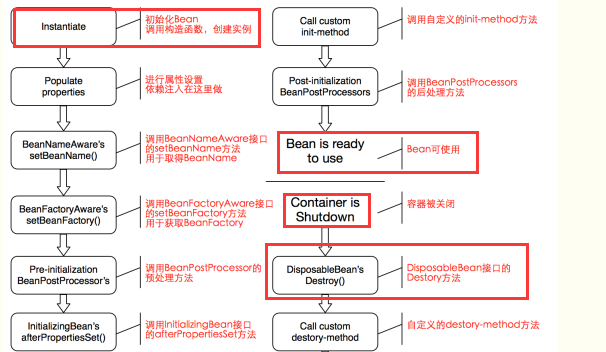 Instantiate
初始化Bean
调用构造函数，创建实例
Populate
properties
进行属性设置
依赖注入在这里做
BeanNameAware's
setBeanName()
调用BeanNameAware接口
的setBeanName方法
用于取得BeanName
BeanFactoryAware's
setBeanFactory()
调用BeanFactoryAware接口
的setBeanFactory方法
用于获取BeanFactory
Pre-initialization
BeanPostProcessor's
调用BeanPostProcessor的
预处理方法
InitializingBean's
afterPropertiesSet()
调用InitializingBean接口
的afterPropertiesSet方法
Call custom
init-method
调用自定义的init-method方法
Post-initialization
BeanPostProcessors
调用BeanPostProcessors
的后处理方法
Bean is ready
to use
Bean可使用
Container is
Shutdown
容器被关闭
DisposableBean's
Destroy()
DisposableBean接口的
Destory方法
Call custom
destory-method
自定义的destory-method方法